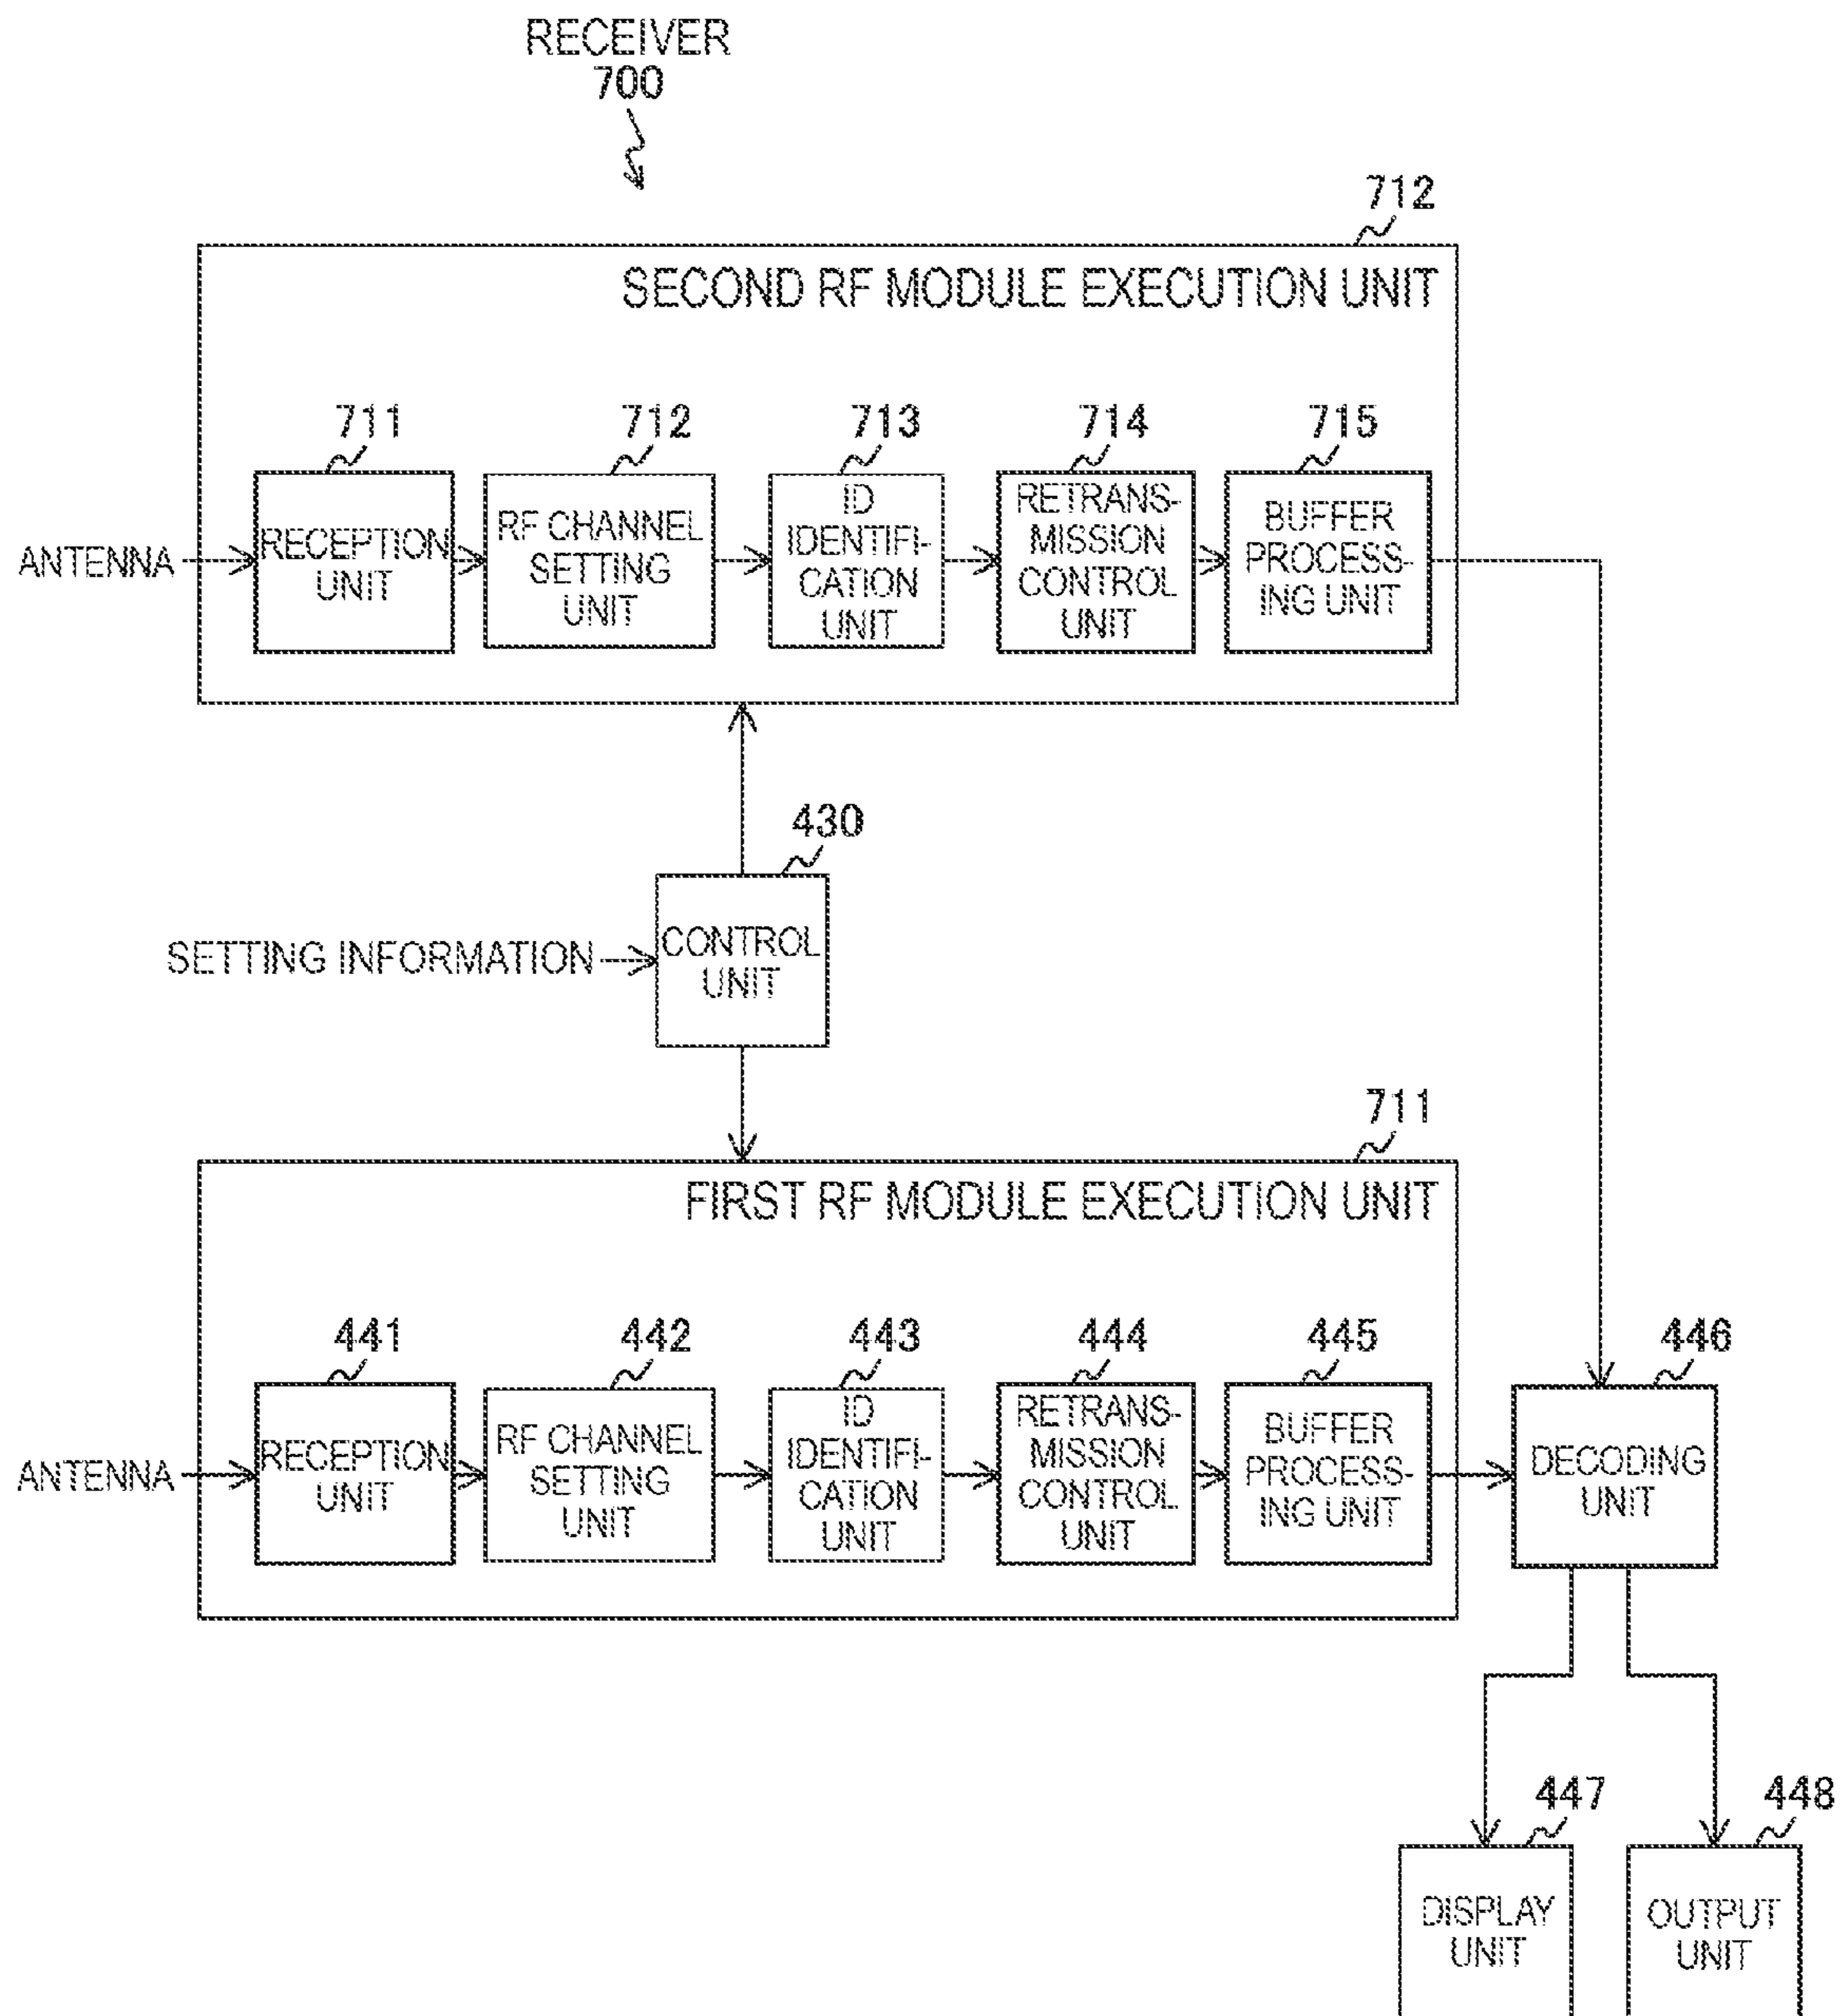 RECEIVER
700
712
SECOND RF MODULE EXECUTION UNIT
711
712
713
714
715
ANTENNA
RECEPTION
UNIT
RF CHANNEL
SETTING
UNIT
ID
IDENTIFI-
CATION
UNIT
RETRANS-
MISSION
CONTROL
UNIT
BUFFER
PROCESS-
ING UNIT
430
SETTING INFORMATION
CONTROL
UNIT
711
FIRST RF MODULE EXECUTION UNIT
441
442
443
444
445
446
ANTENNA
RECEPTION
UNIT
RF CHANNEL
SETTING
UNIT
ID
IDENTIFI-
CATION
UNIT
RETRANS-
MISSION
CONTROL
UNIT
BUFFER
PROCESS-
ING UNIT
DECODING
UNIT
447
448
DISPLAY
UNIT
OUTPUT
UNIT